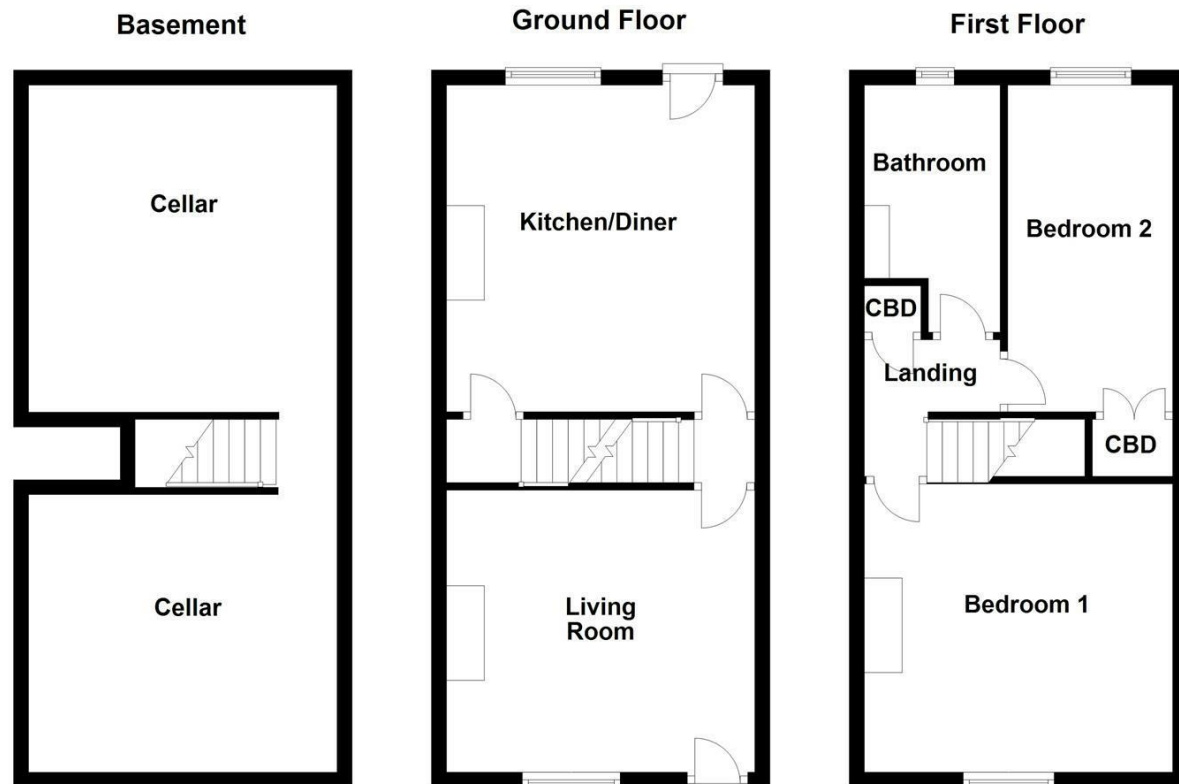 Basement
Cellar
Cellar
Ground Floor
Kitchen/Diner
Living
Room
First Floor
Bathroom
Bedroom 2
CBD
Landing
CBD
Bedroom 1